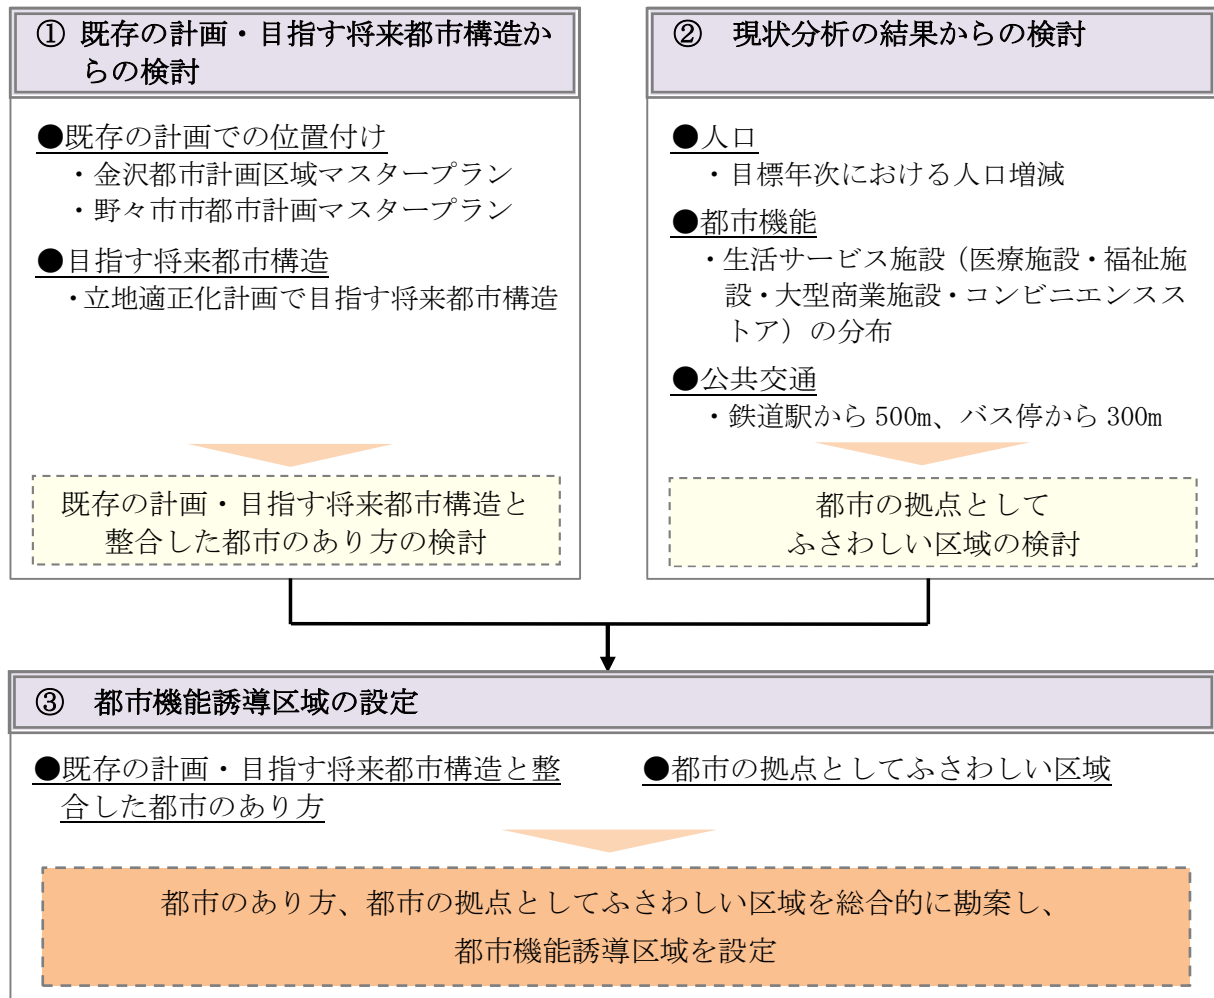 ① 既存の計画・目指す将来都市構造か
らの検討
●既存の計画での位置付け
・金沢都市計画区域マスタープラン
・野々市市都市計画マスタープラン
●目指す将来都市構造
・立地適正化計画で目指す将来都市構造
既存の計画・目指す将来都市構造と
整合した都市のあり方の検討
② 現状分析の結果からの検討
●人口
・目標年次における人口増減
●都市機能
・生活サービス施設（医療施設・福祉施
設・大型商業施設・コンビニエンスス
トア）の分布
●公共交通
・鉄道駅から 500m、バス停から 300m
都市の拠点として
ふさわしい区域の検討
③ 都市機能誘導区域の設定
●既存の計画・目指す将来都市構造と整
合した都市のあり方
●都市の拠点としてふさわしい区域
都市のあり方、都市の拠点としてふさわしい区域を総合的に勘案し、
都市機能誘導区域を設定